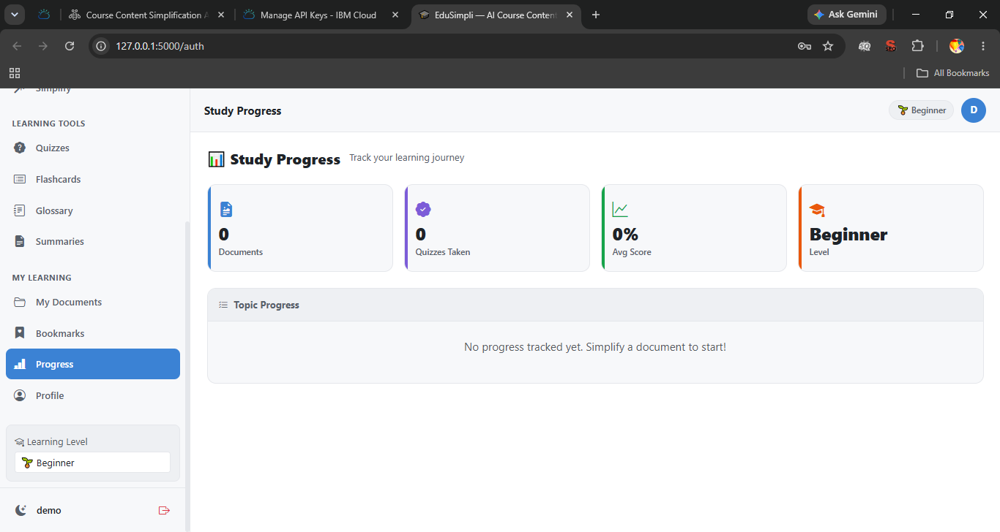 Course Content Simplification A
Manage API Keys - IBM Cloud
EduSimpli — AI Course Conten
Ask Gemini
127.0.0.1:5000/auth
All Bookmarks
Simplify
LEARNING TOOLS
Quizzes
Flashcards
Glossary
Summaries
MY LEARNING
My Documents
Bookmarks
Progress
Profile
Learning Level
Beginner
demo
Study Progress
Beginner
D
Study Progress Track your learning journey
0
Documents
0
Quizzes Taken
0%
Avg Score
Beginner
Level
Topic Progress
No progress tracked yet. Simplify a document to start!